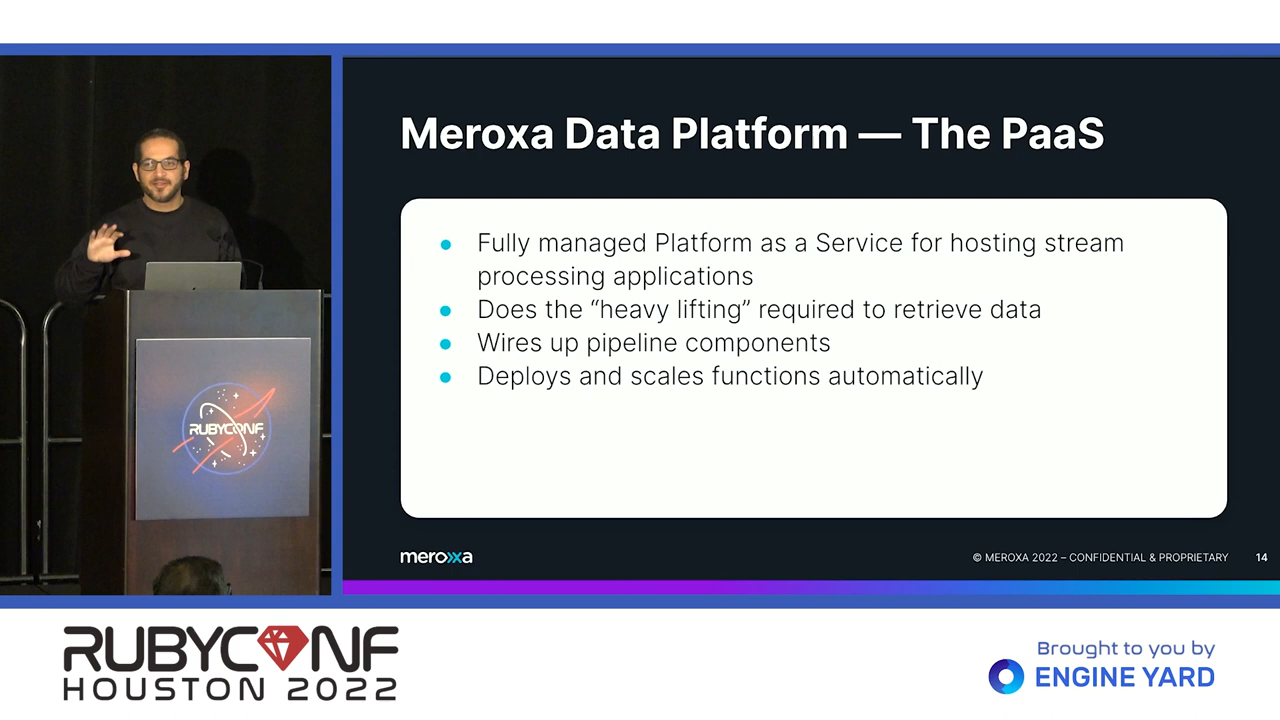 Meroxa Data Platform — The PaaS
● Fully managed Platform as a Service for hosting stream
processing applications
● Does the “heavy lifting” required to retrieve data
● Wires up pipeline components
● Deploys and scales functions automatically
meroxa
© MEROXA 2022 – CONFIDENTIAL & PROPRIETARY 14
RUBYCONF
RUBYCONF
HOUSTON 2022
Brought to you by
ENGINE YARD